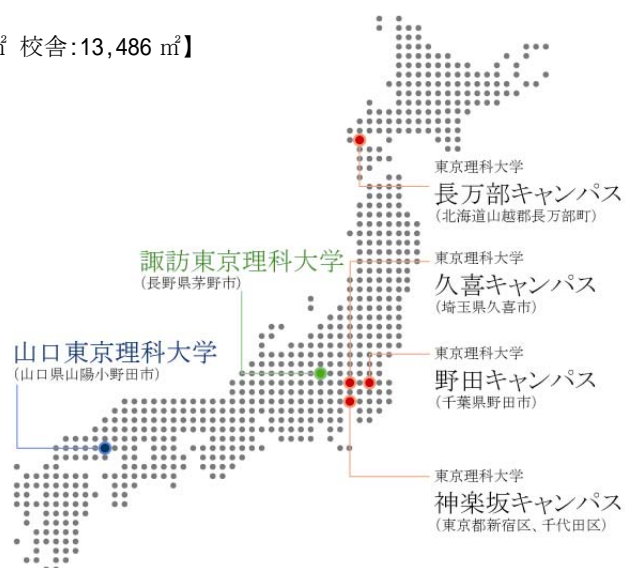 ㎡ 校舎:13,486 ㎡】
東京理科大学
長万部キャンパス
(北海道山越郡長万部町)
諏訪東京理科大学
(長野県茅野市)
東京理科大学
久喜キャンパス
(埼玉県久喜市)
山口東京理科大学
(山口県山陽小野田市)
東京理科大学
野田キャンパス
(千葉県野田市)
東京理科大学
神楽坂キャンパス
(東京都新宿区、千代田区)